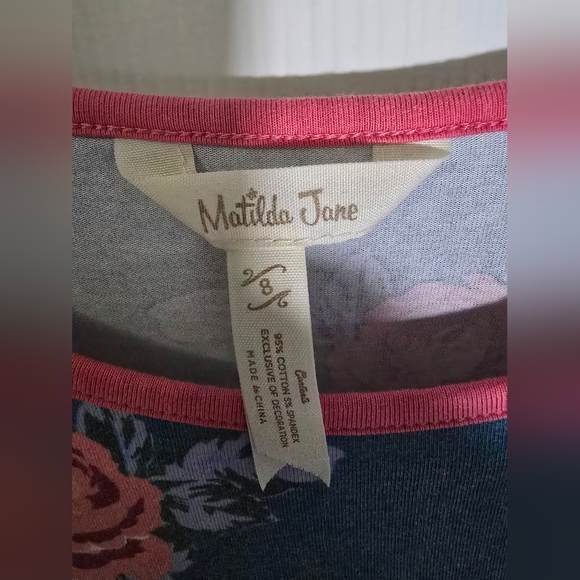 Matilda Jane
8
Contents
95% COTTON 5% SPANDEX
EXCLUSIVE OF DECORATION
MADE in CHINA